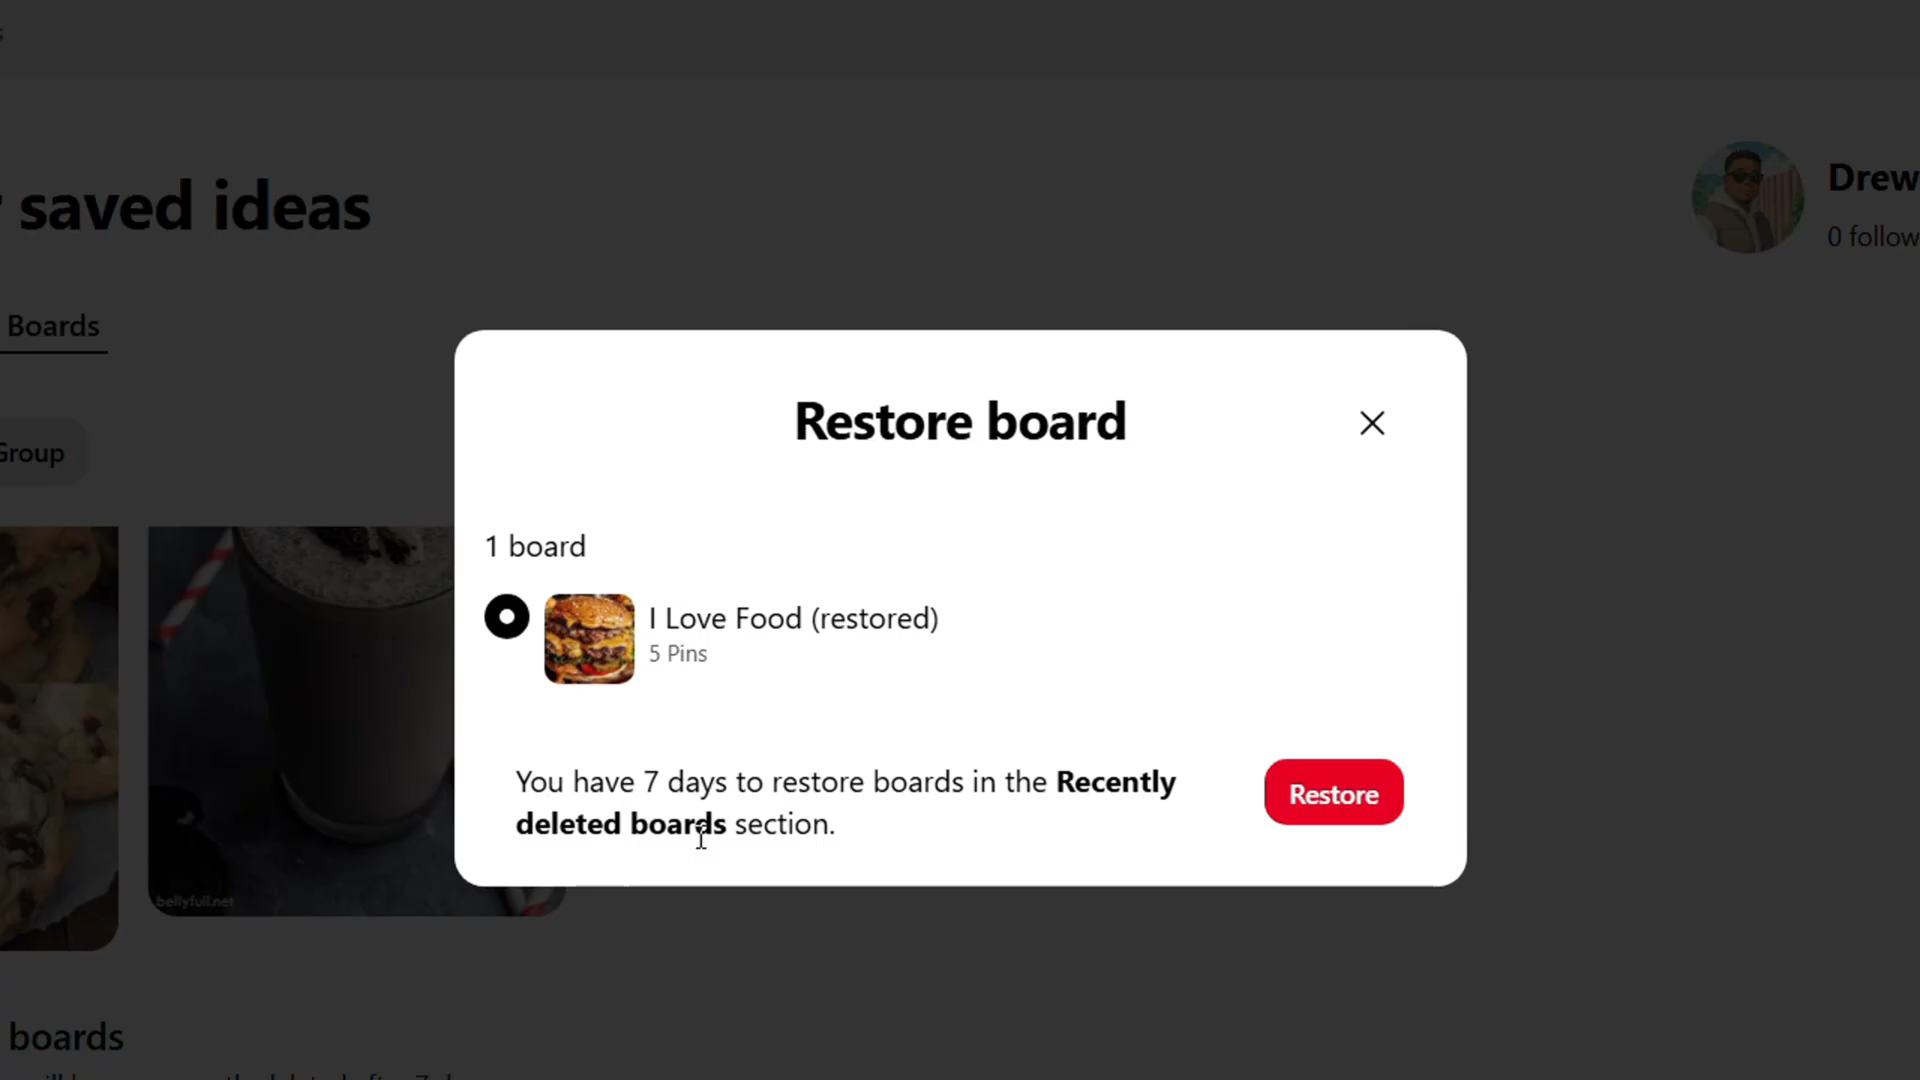 saved ideas
Drew
0 follow
Boards
Group
Restore board
1 board
I Love Food (restored)
5 Pins
You have 7 days to restore boards in the Recently
deleted boards section.
Restore
bellyfull.net
boards